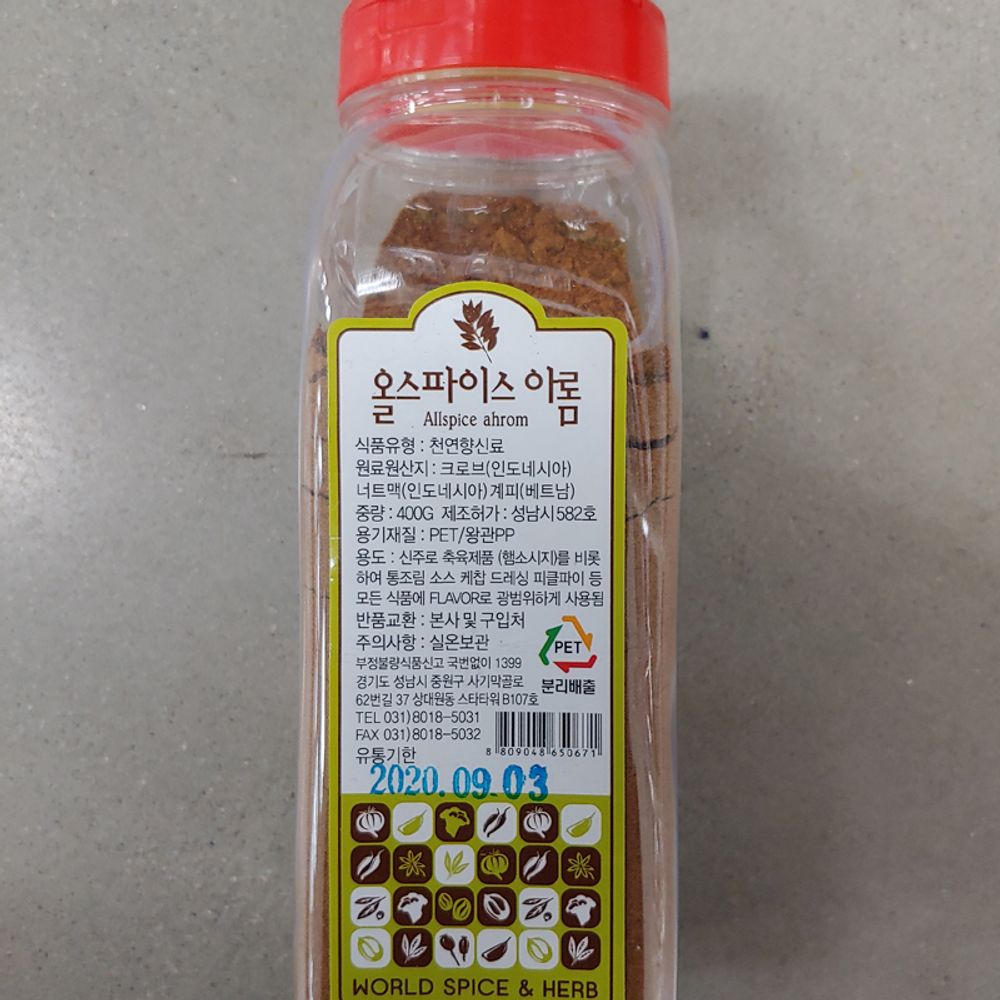 올스파이스 아롬
Allspice ahrom
식품유형 : 천연향신료
원료원산지 : 크로브(인도네시아)
너트맥(인도네시아) 계피(베트남)
중량 : 400G 제조허가 : 성남시 582호
용기재질 : PET/왕관PP
용도 : 신주로 축육제품 (햄소시지)를 비롯
하여 통조림 소스 케찹 드레싱 피클파이 등
모든 식품에 FLAVOR로 광범위하게 사용됨
반품교환 : 본사 및 구입처
주의사항 : 실온보관
PET
분리배출
부정불량식품신고 국번없이 1399
경기도 성남시 중원구 사기막골로
62번길 37 상대원동 스타타워 B107호
TEL 031)8018-5031
FAX 031)8018-5032
8 809048 650671
유통기한
2020.09.03
WORLD SPICE & HERB